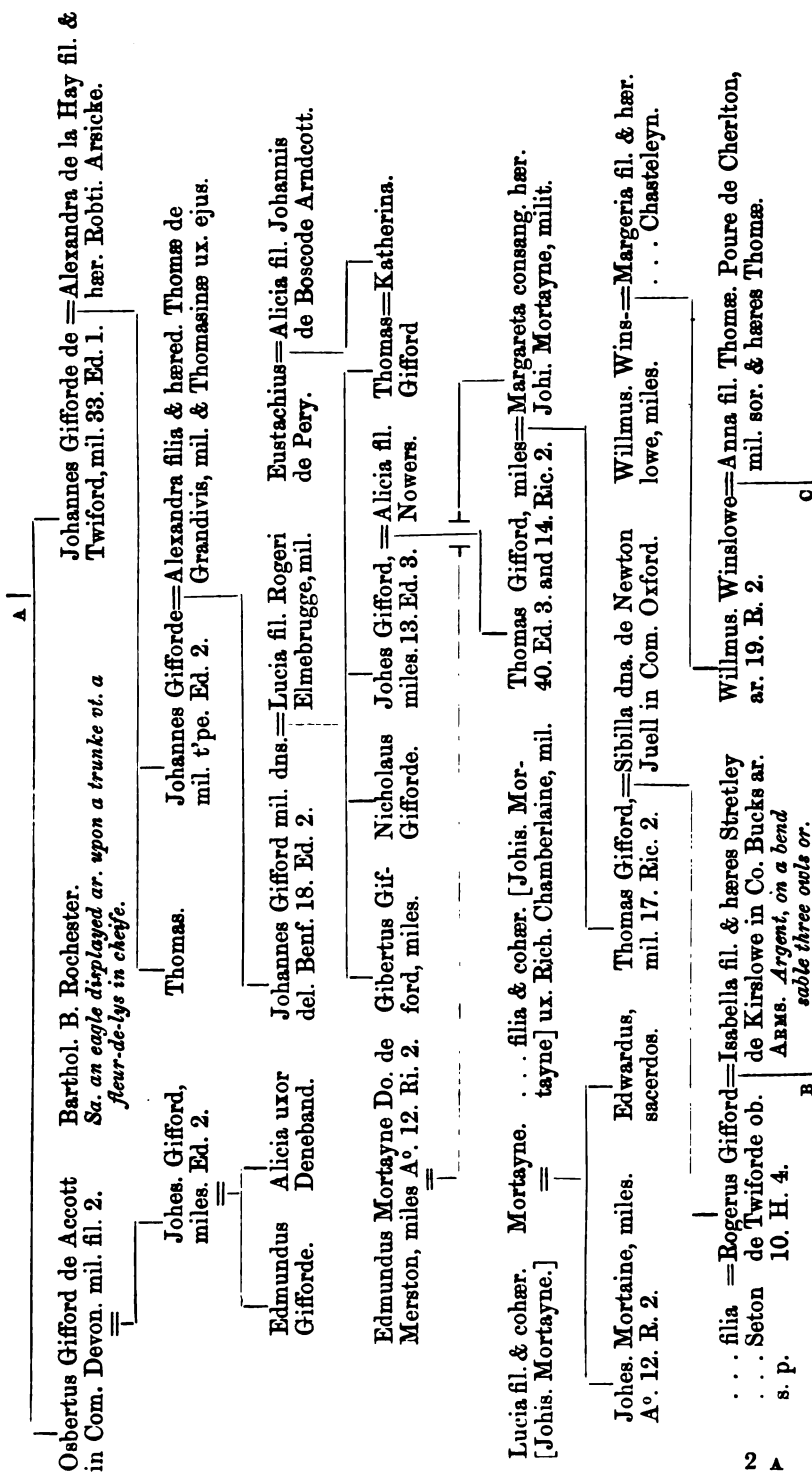 A
Osbertus Gifford de Accott
in Com. Devon. mil. fil. 2.
Barthol. B. Rochester.
Sa. an eagle displayed ar. upon a trunke vt. a
fleur-de-lys in cheife.
Johannes Gifforde de
Twiford, mil. 33. Ed. 1.
=Alexandra de la Hay fil. &
hær. Robti. Arsicke.
=
Johes. Gifford,
miles. Ed. 2.
=
Thomas.
Johannes Gifforde=Alexandra filia & hæred. Thomæ de
mil. t'pe. Ed. 2.
Grandivis, mil. & Thomasinæ ux. ejus.
Edmundus
Gifforde.
Alicia uxor
Deneband.
Johannes Gifford mil. dns.=Lucia fil. Rogeri
del. Benf. 18. Ed. 2.
Elmebrugge, mil.
Eustachius=Alicia fil. Johannis
de Pery.
de Boscode Arndcott.
Edmundus Mortayne Do. de
Merston, miles Aº. 12. Ri. 2.
=
Gibertus Gif-
ford, miles.
Nicholaus
Gifforde.
Johes Gifford,
miles. 13. Ed. 3.
=Alicia fil.
Nowers.
Thomas=Katherina.
Gifford
Lucia fil. & cohær.
[Johis. Mortayne.]
Mortayne.
=
. . . filia & cohær. [Johis. Mor-
tayne] ux. Rich. Chamberlaine, mil.
Thomas Gifford, miles=Margareta consang. hær.
40. Ed. 3. and 14. Ric. 2.
Johi. Mortayne, milit.
Johes. Mortaine, miles.
Aº. 12. R. 2.
Edwardus,
sacerdos.
Thomas Gifford,=Sibilla dna. de Newton
mil. 17. Ric. 2.
Juell in Com. Oxford.
Willmus. Wins-=Margeria fil. & hær.
lowe, miles.
. . . Chasteleyn.
. . . filia
. . . Seton
s. p.
=Rogerus Gifford=Isabella fil. & hæres Stretley
de Twiforde ob.
10. H. 4.
de Kirslowe in Co. Bucks ar.
ARMS. Argent, on a bend
sable three owls or.
Willmus. Winslowe=Anna fil. Thomæ. Poure de Cherlton,
ar. 19. R. 2.
mil. sor. & hæres Thomæ.
B
C
2 A